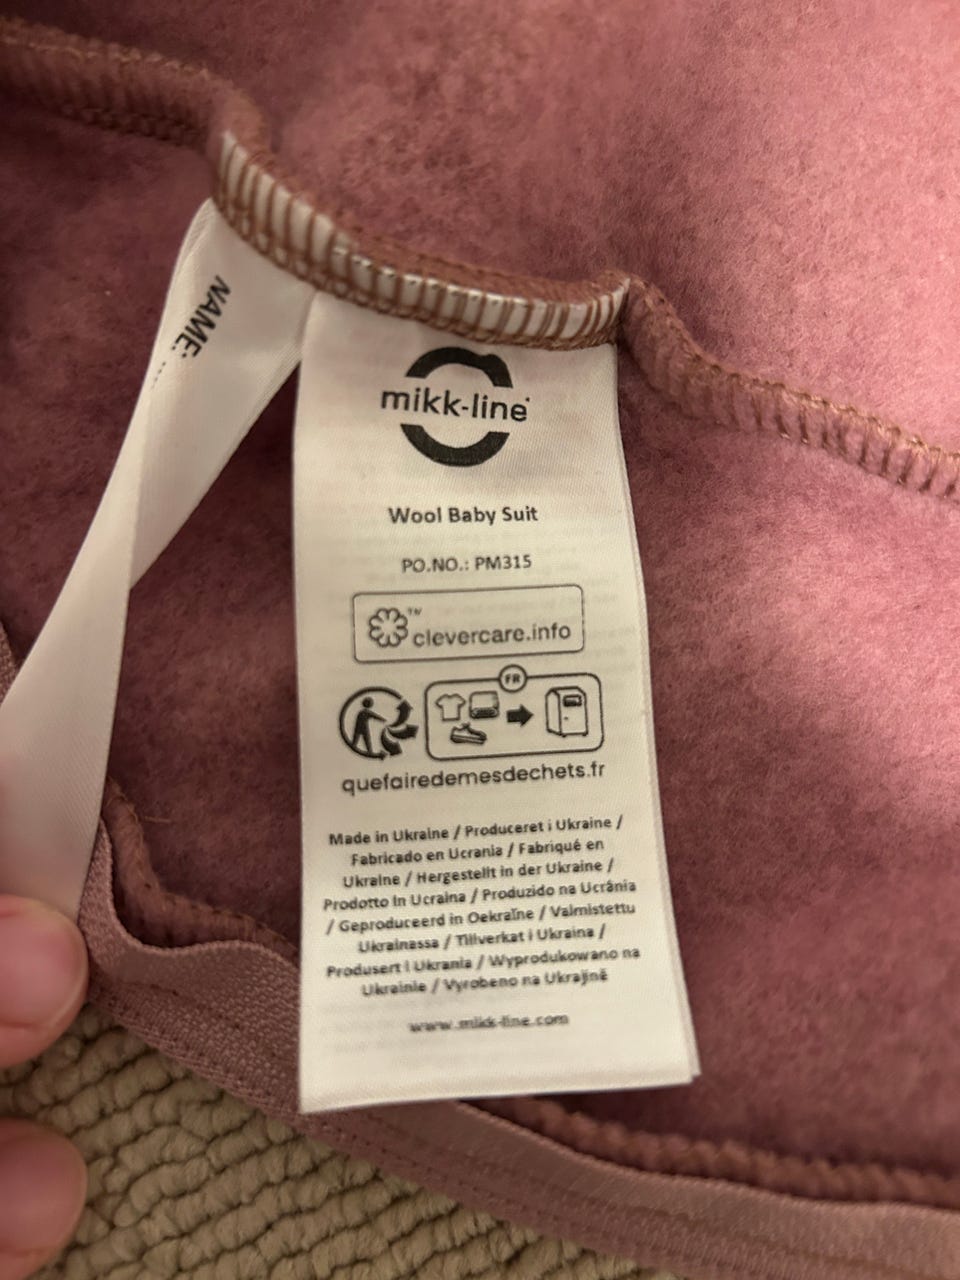 NAME: ....
mikk-line
Wool Baby Suit
PO.NO.: PM315
TM
clevercare.info
FR
quefairedemesdechets.fr
Made in Ukraine / Produceret i Ukraine /
Fabricado en Ucrania / Fabriqué en
Ukraine / Hergestellt in der Ukraine /
Prodotto in Ucraina / Produzido na Ucrânia
/ Geproduceerd in Oekraïne / Valmistettu
Ukrainassa / Tillverkat i Ukraina /
Produsert i Ukrania / Wyprodukowano na
Ukrainie / Vyrobeno na Ukrajině
www.mikk-line.com